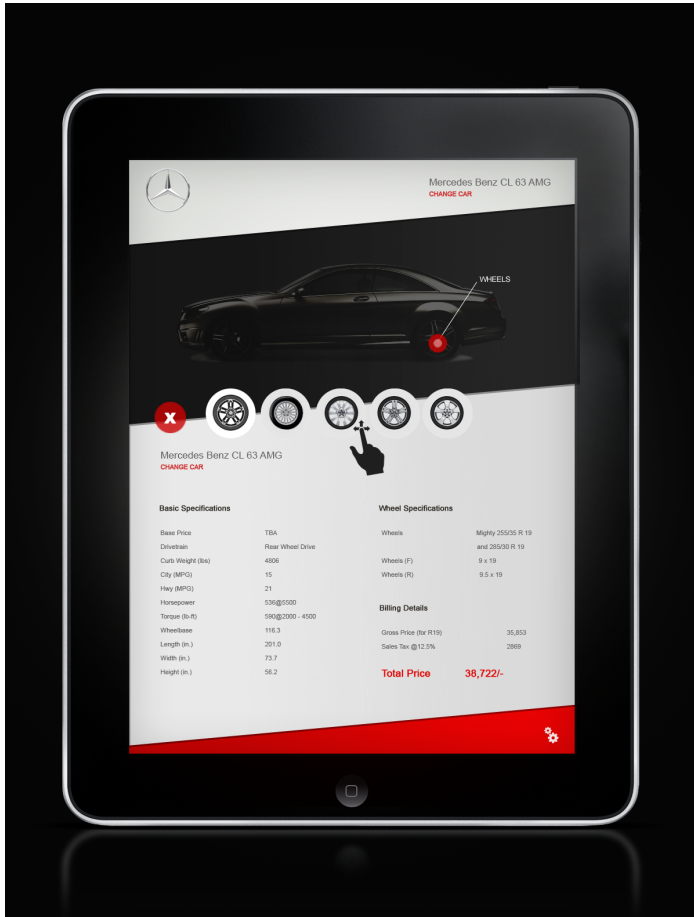 Mercedes Benz CL 63 AMG
CHANGE CAR
WHEELS
X
Mercedes Benz CL 63 AMG
CHANGE CAR
Basic Specifications
Base Price TBA
Drivetrain Rear Wheel Drive
Curb Weight (lbs) 4806
City (MPG) 15
Hwy (MPG) 21
Horsepower 536@5500
Torque (lb-ft) 590@2000 - 4500
Wheelbase 116.3
Length (in.) 201.0
Width (in.) 73.7
Height (in.) 56.2
Wheel Specifications
Wheels Mighty 255/35 R 19
and 285/30 R 19
Wheels (F) 9 x 19
Wheels (R) 9.5 x 19
Billing Details
Gross Price (for R19) 35,853
Sales Tax @12.5% 2869
Total Price 38,722/-